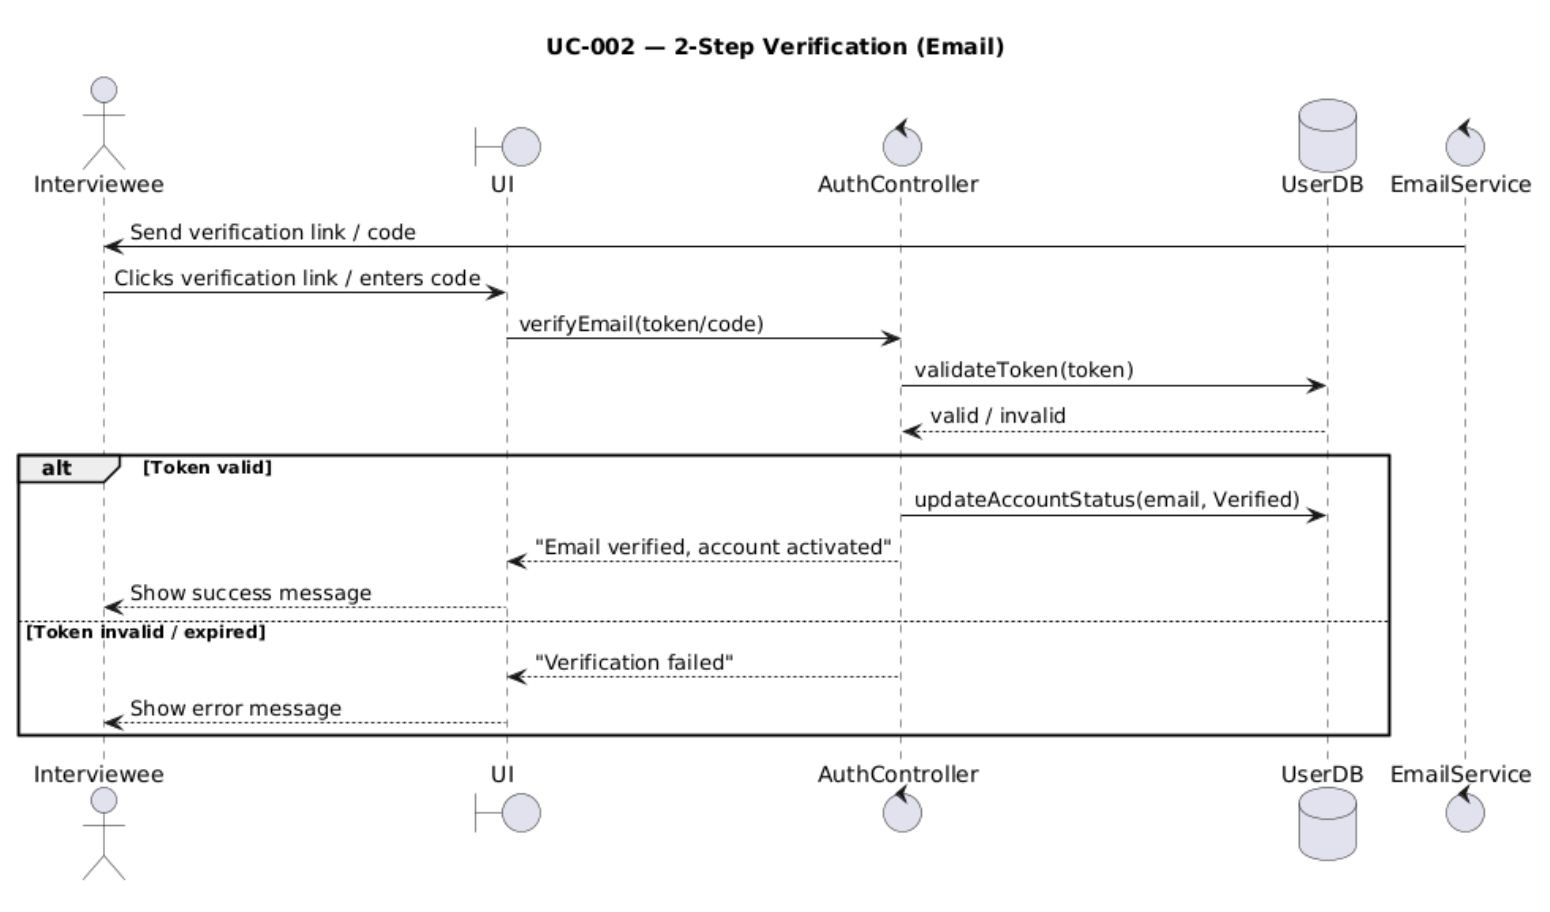 UC-002 — 2-Step Verification (Email)
Interviewee
UI
AuthController
UserDB
EmailService
Send verification link / code
Clicks verification link / enters code
verifyEmail(token/code)
validateToken(token)
valid / invalid
alt
[Token valid]
updateAccountStatus(email, Verified)
"Email verified, account activated"
Show success message
[Token invalid / expired]
"Verification failed"
Show error message
Interviewee
UI
AuthController
UserDB
EmailService